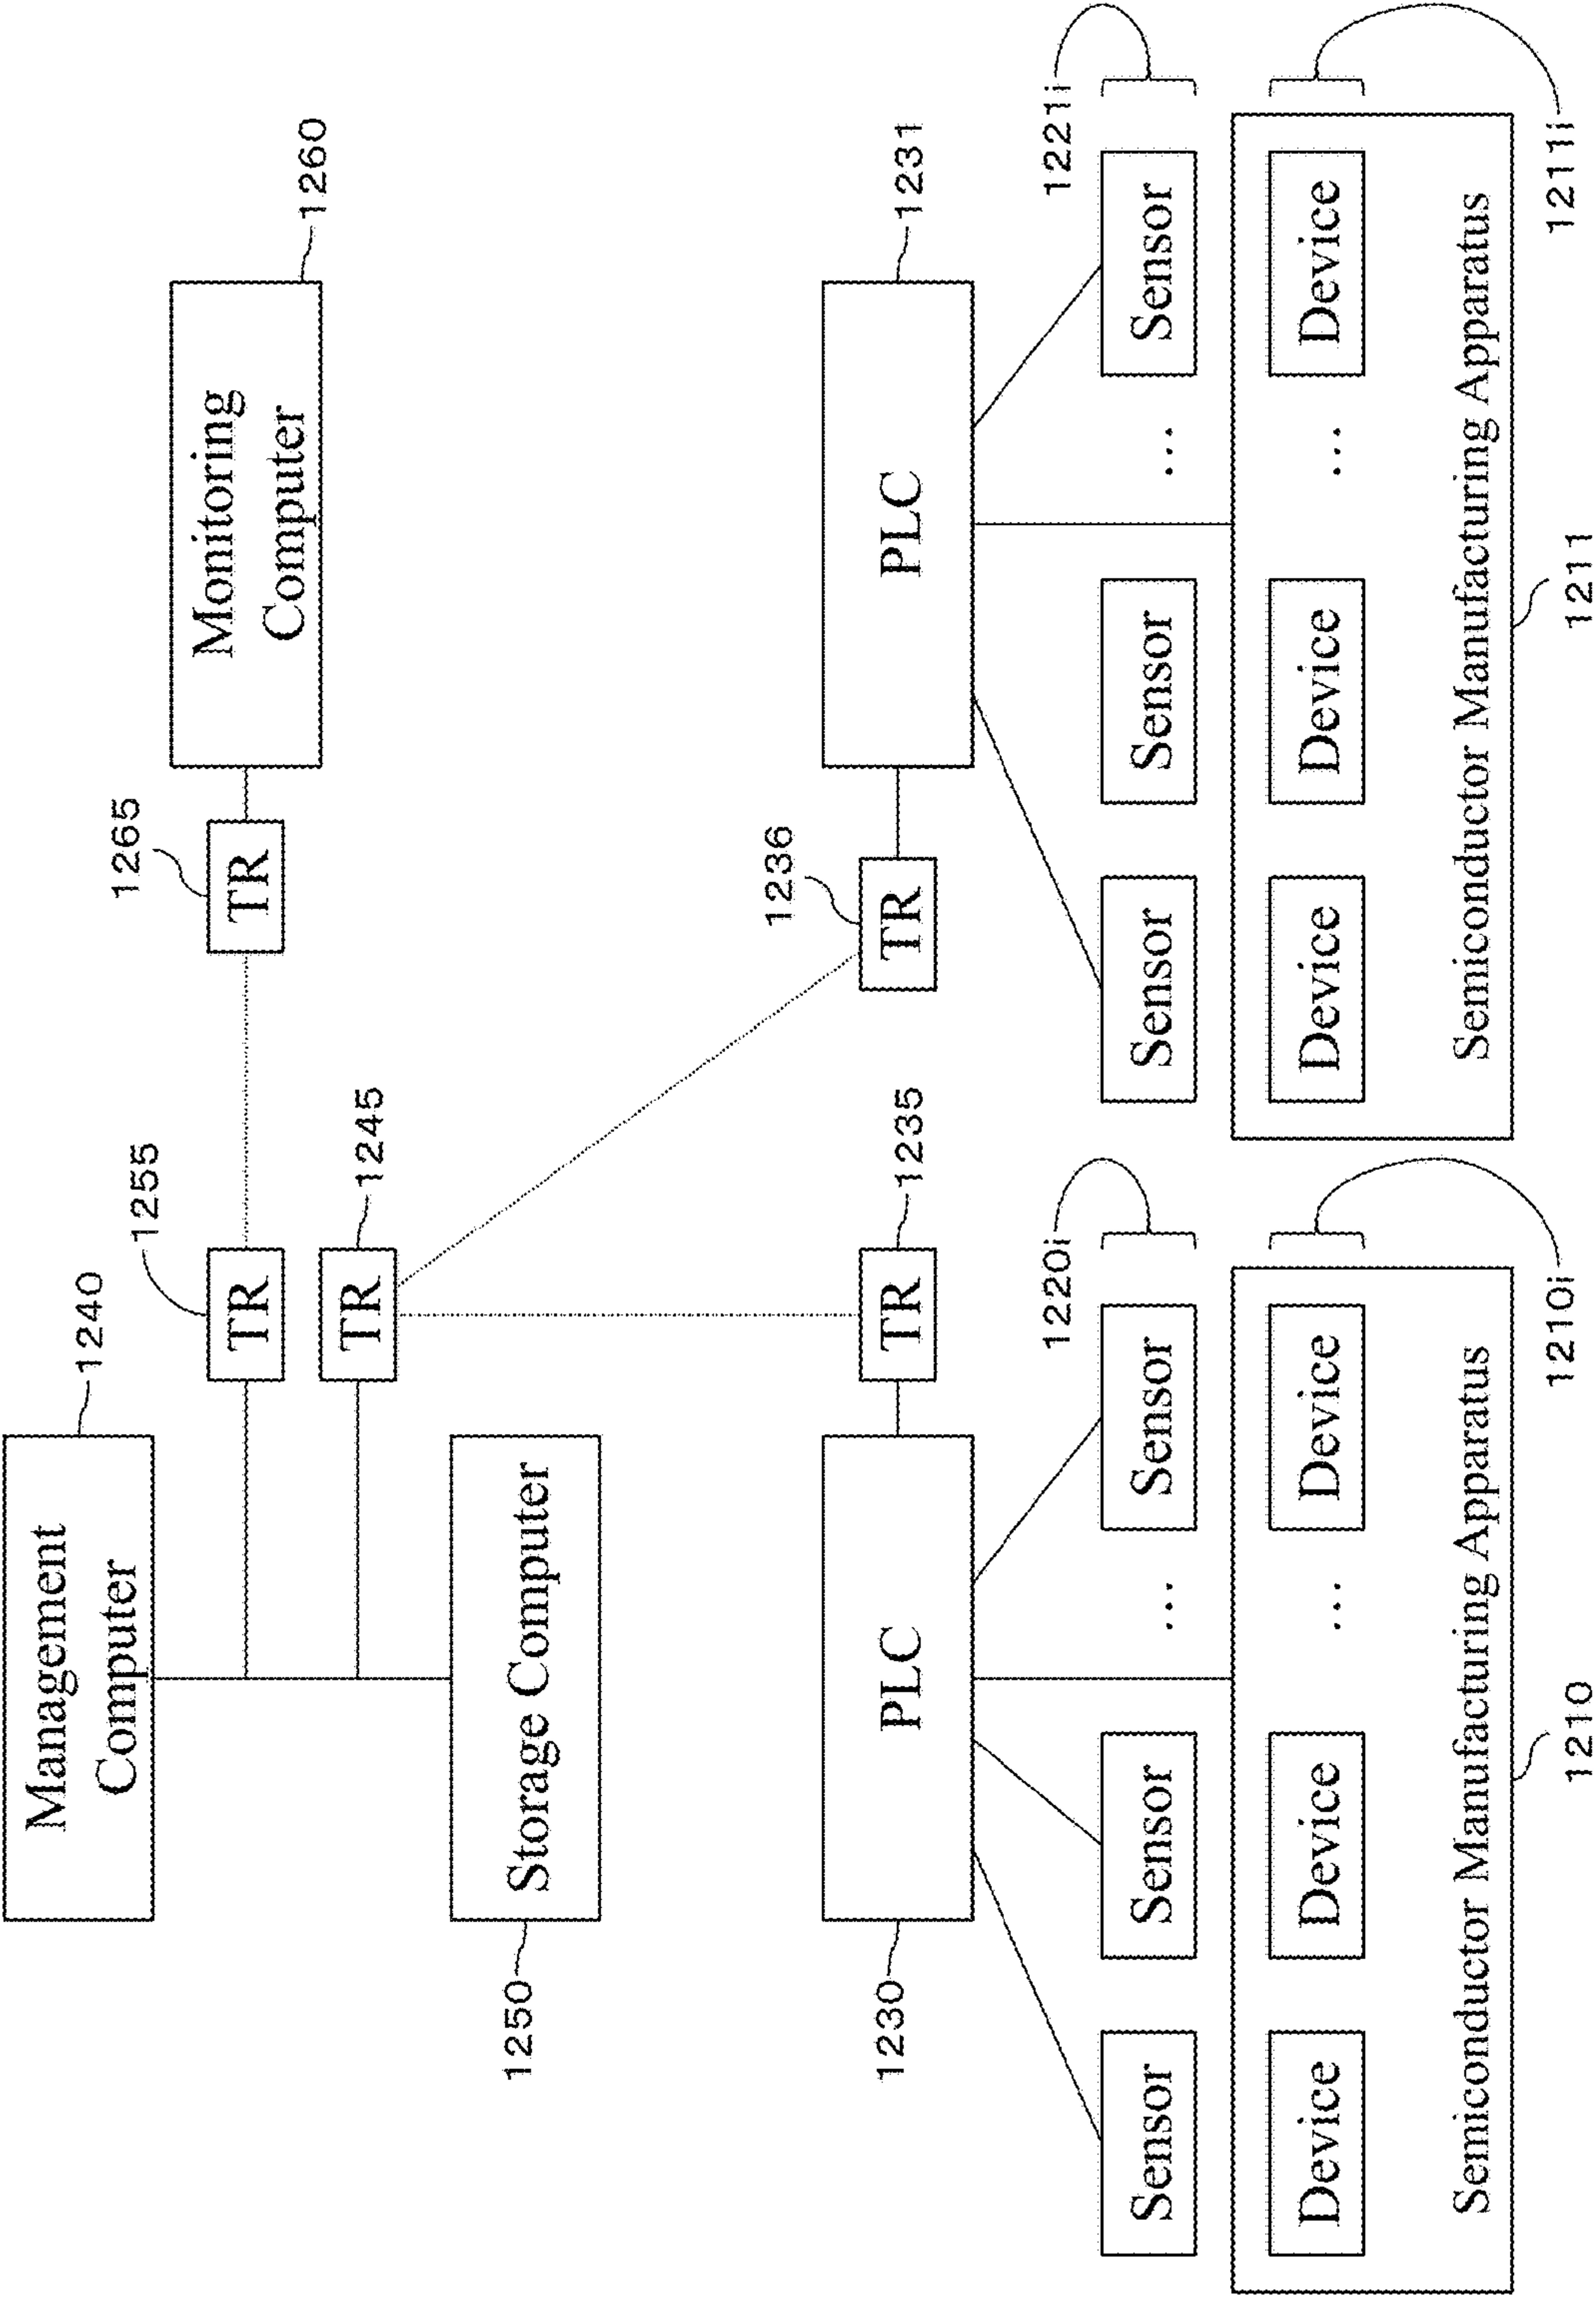 Management
Computer
1240
1255
TR
1265
TR
Monitoring
Computer
1260
TR
1245
Storage Computer
1250
PLC
1230
TR
1235
1236
TR
PLC
1231
Sensor
Sensor
...
Sensor
1220i
Sensor
Sensor
...
Sensor
1221i
Device
Device
...
Device
Device
Device
...
Device
Semiconductor Manufacturing Apparatus
Semiconductor Manufacturing Apparatus
1210
1210i
1211
1211i